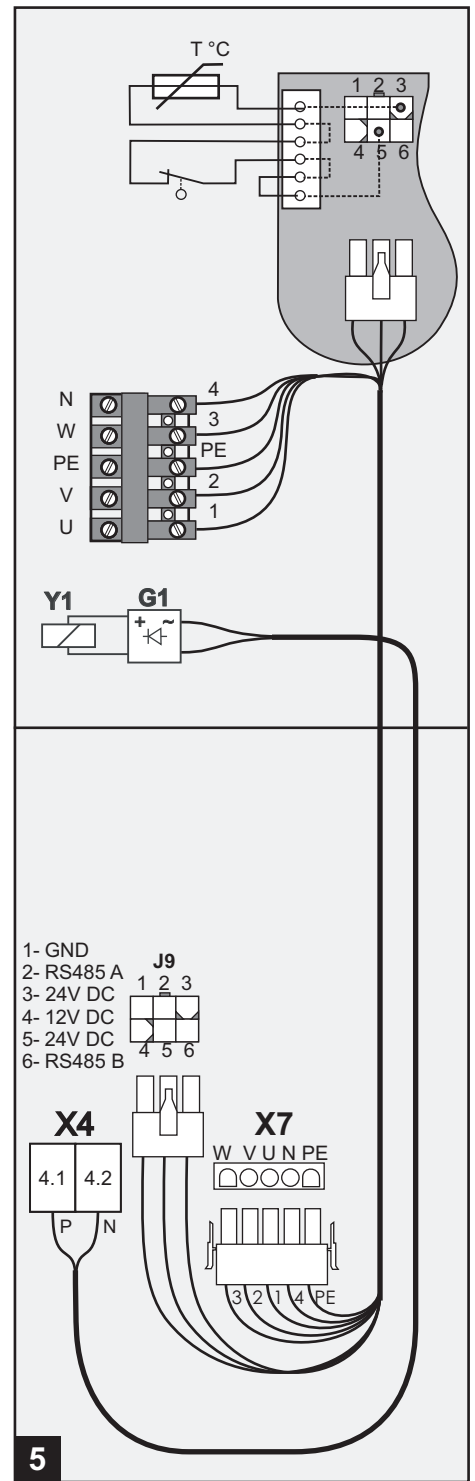 T °C
1 2 3
4 5 6
N
W
PE
V
U
4
3
PE
2
1
Y1 G1
+ ~
1- GND
2- RS485 A
3- 24V DC
4- 12V DC
5- 24V DC
6- RS485 B
J9
1 2 3
4 5 6
X4
4.1 4.2
P N
X7
W V U N PE
3 2 1 4 PE
5